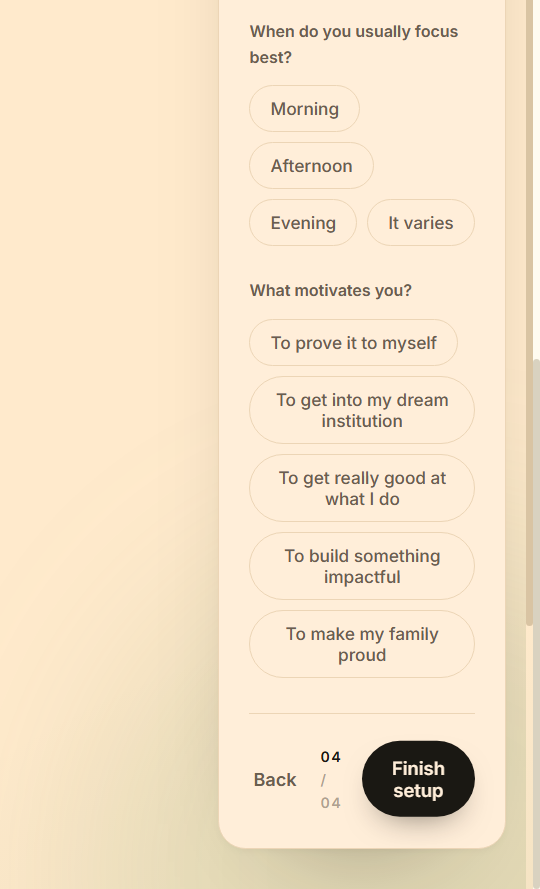 When do you usually focus
best?
Morning
Afternoon
Evening
It varies
What motivates you?
To prove it to myself
To get into my dream
institution
To get really good at
what I do
To build something
impactful
To make my family
proud
Back
04
/
04
Finish
setup